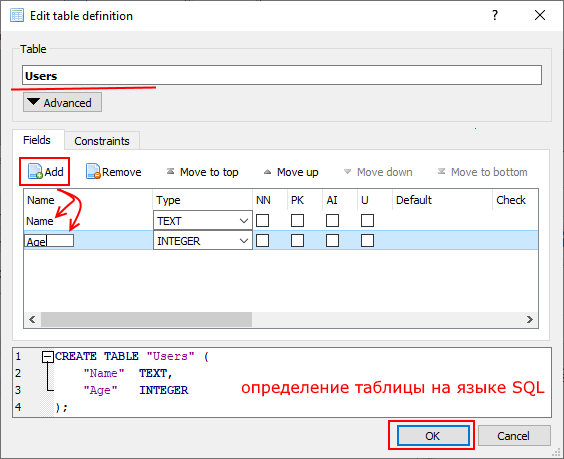 Edit table definition
Table
Users
Advanced
Fields Constraints
Add Remove Move to top Move up Move down Move to bottom
Name Type NN PK AI U Default Check
Name TEXT
Age INTEGER
1 CREATE TABLE "Users" (
2 "Name" TEXT,
3 "Age" INTEGER
4 );
определение таблицы на языке SQL
OK Cancel